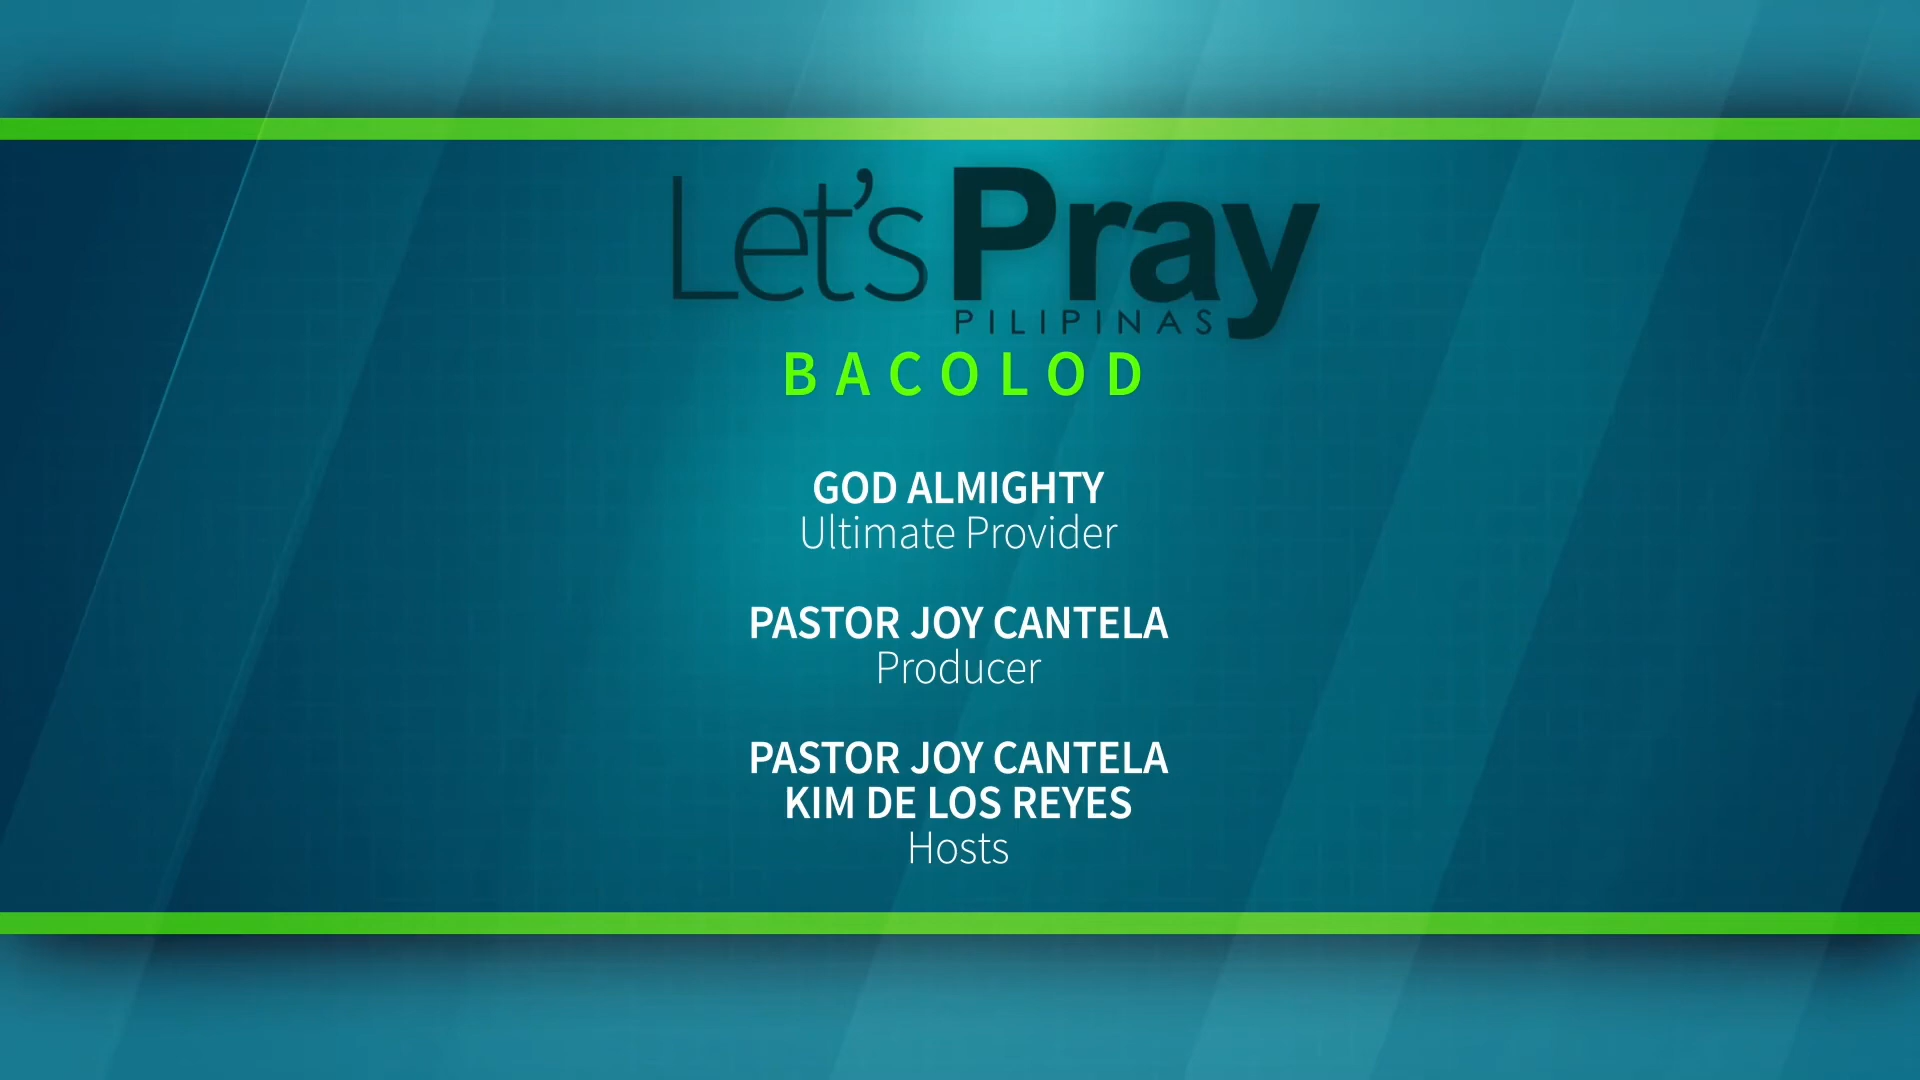 Let's Pray
PILIPINAS
BACOLOD
GOD ALMIGHTY
Ultimate Provider
PASTOR JOY CANTELA
Producer
PASTOR JOY CANTELA
KIM DE LOS REYES
Hosts